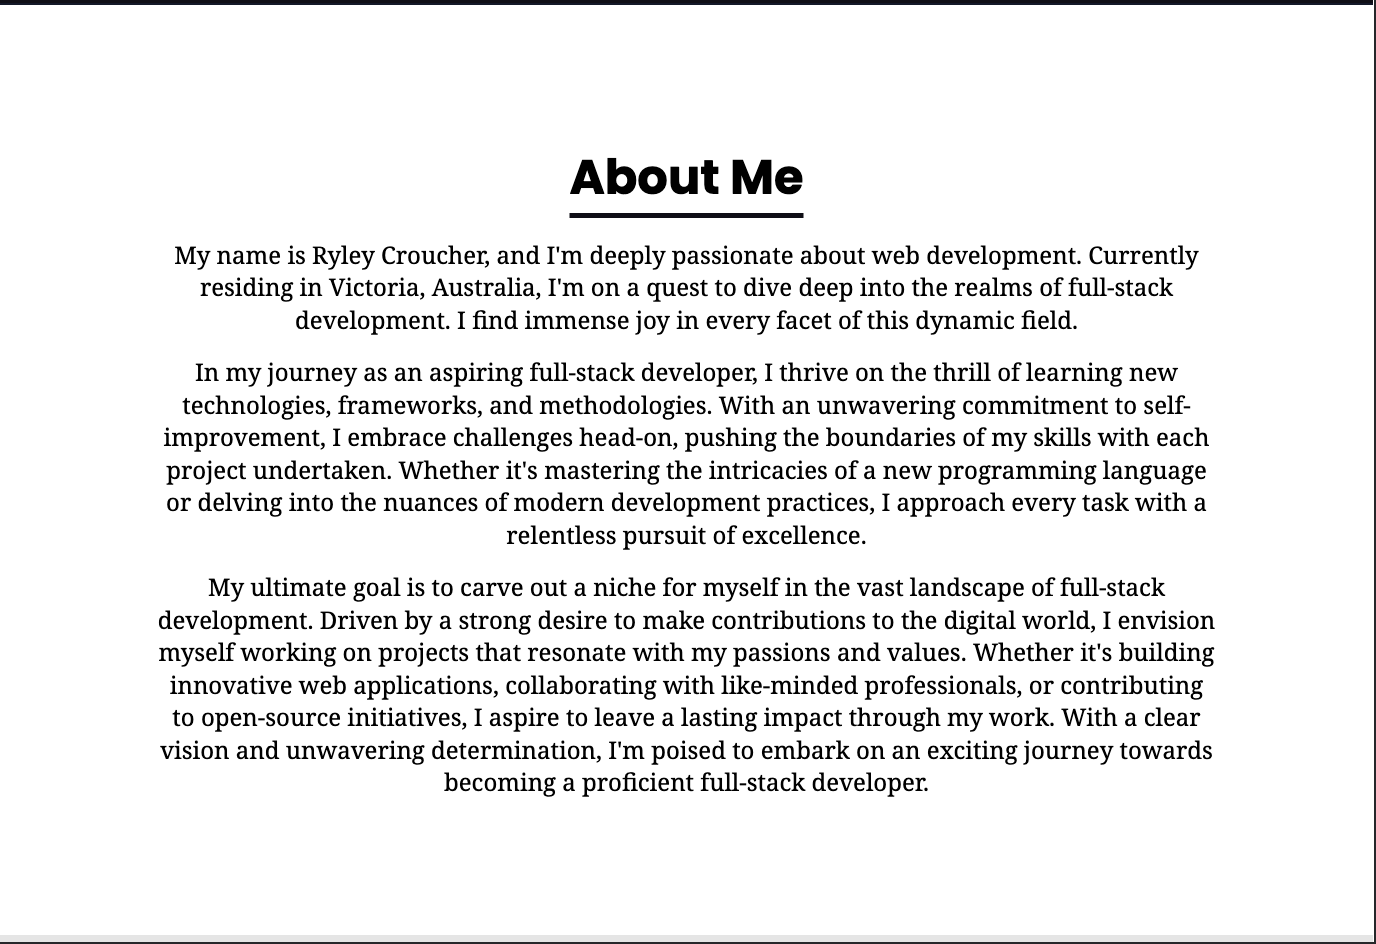 About Me
My name is Ryley Croucher, and I'm deeply passionate about web development. Currently
residing in Victoria, Australia, I'm on a quest to dive deep into the realms of full-stack
development. I find immense joy in every facet of this dynamic field.
In my journey as an aspiring full-stack developer, I thrive on the thrill of learning new
technologies, frameworks, and methodologies. With an unwavering commitment to self-
improvement, I embrace challenges head-on, pushing the boundaries of my skills with each
project undertaken. Whether it's mastering the intricacies of a new programming language
or delving into the nuances of modern development practices, I approach every task with a
relentless pursuit of excellence.
My ultimate goal is to carve out a niche for myself in the vast landscape of full-stack
development. Driven by a strong desire to make contributions to the digital world, I envision
myself working on projects that resonate with my passions and values. Whether it's building
innovative web applications, collaborating with like-minded professionals, or contributing
to open-source initiatives, I aspire to leave a lasting impact through my work. With a clear
vision and unwavering determination, I'm poised to embark on an exciting journey towards
becoming a proficient full-stack developer.